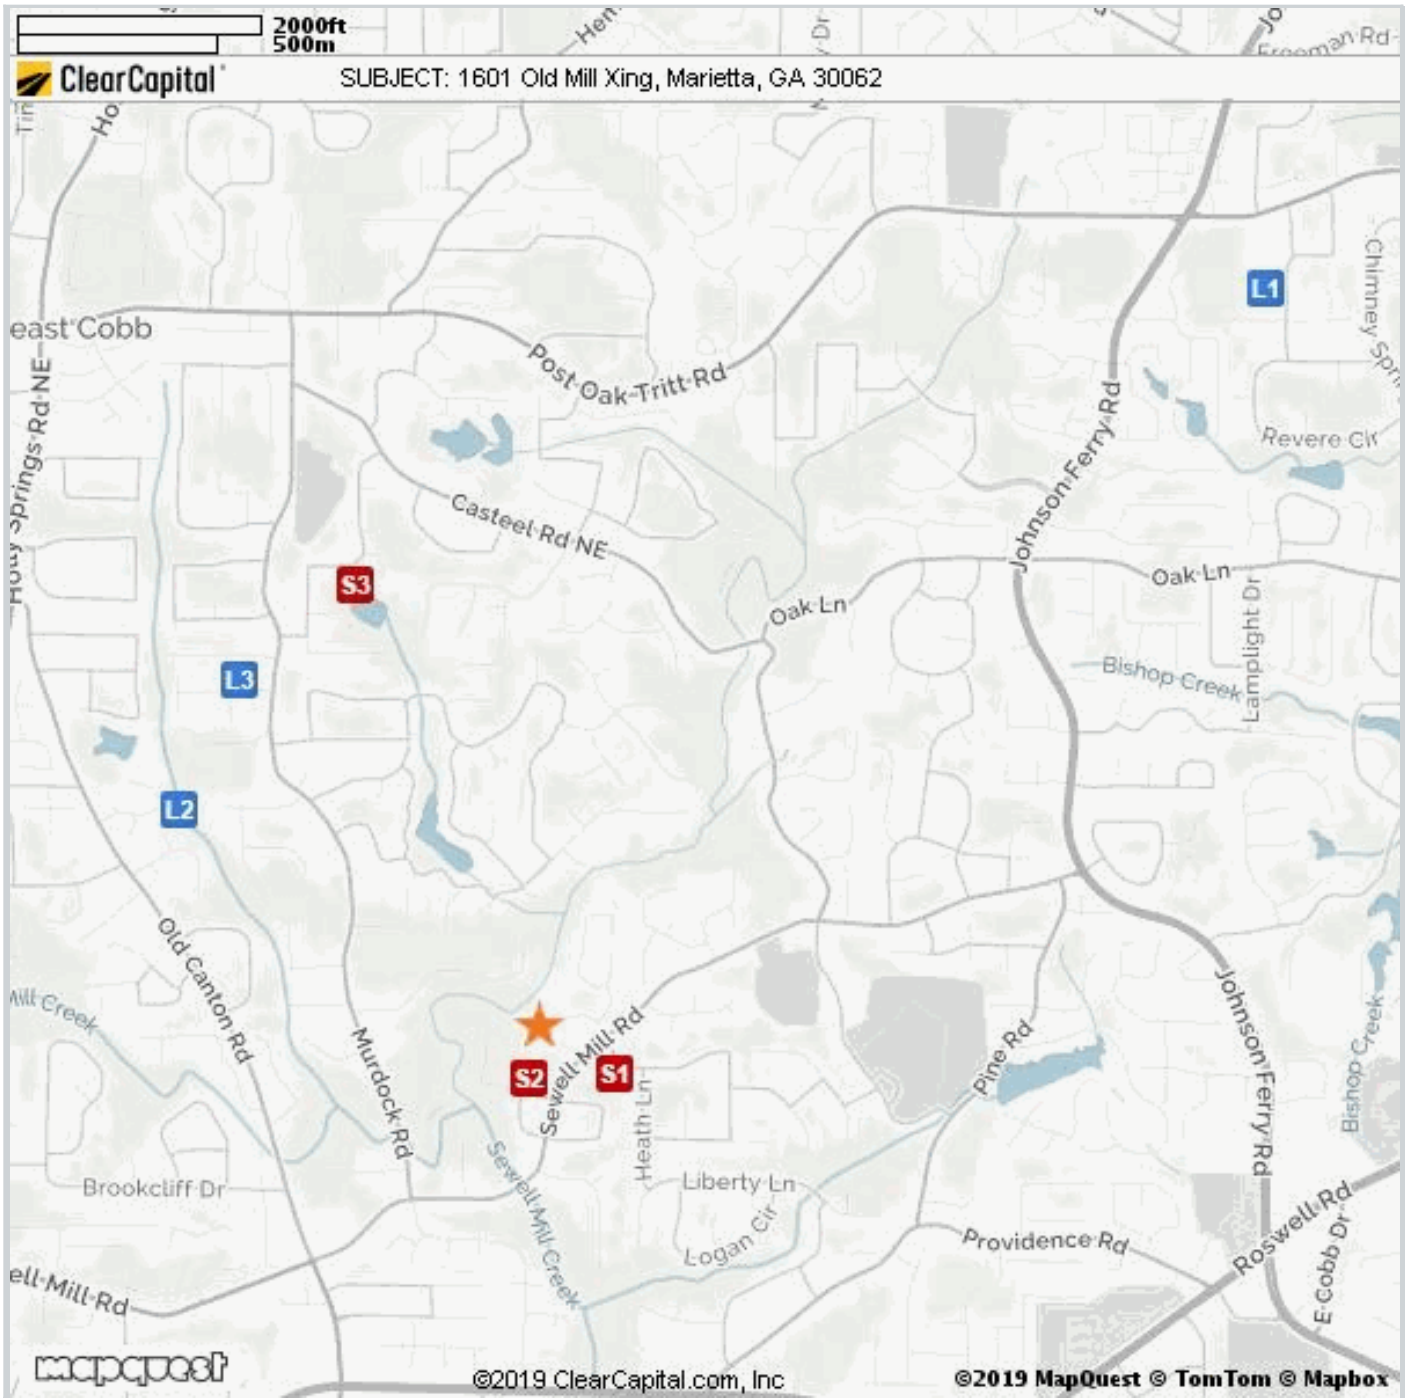 2000ft
500m
ClearCapital
SUBJECT: 1601 Old Mill Xing, Marietta, GA 30062
Freeman Rd
L1
Chimney
east Cobb
Post Oak-Tritt Rd
Holly Springs Rd NE
Johnson Ferry Rd
Revere Cir
Casteel Rd NE
S3
Oak Ln
Oak Ln
Lamplight Dr
L3
Bishop Creek
L2
Old Canton Rd
Mill Creek
Murdock Rd
Sewell Mill Rd
S2
S1
Heath Ln
Pine Rd
Johnson Ferry Rd
Bishop Creek
Sewell Mill Creek
Brookcliff Dr
Liberty Ln
Logan Cir
Providence Rd
Roswell Rd
E Cobb Dr
ell Mill Rd
mapquest
©2019 ClearCapital.com, Inc
©2019 MapQuest © TomTom © Mapbox